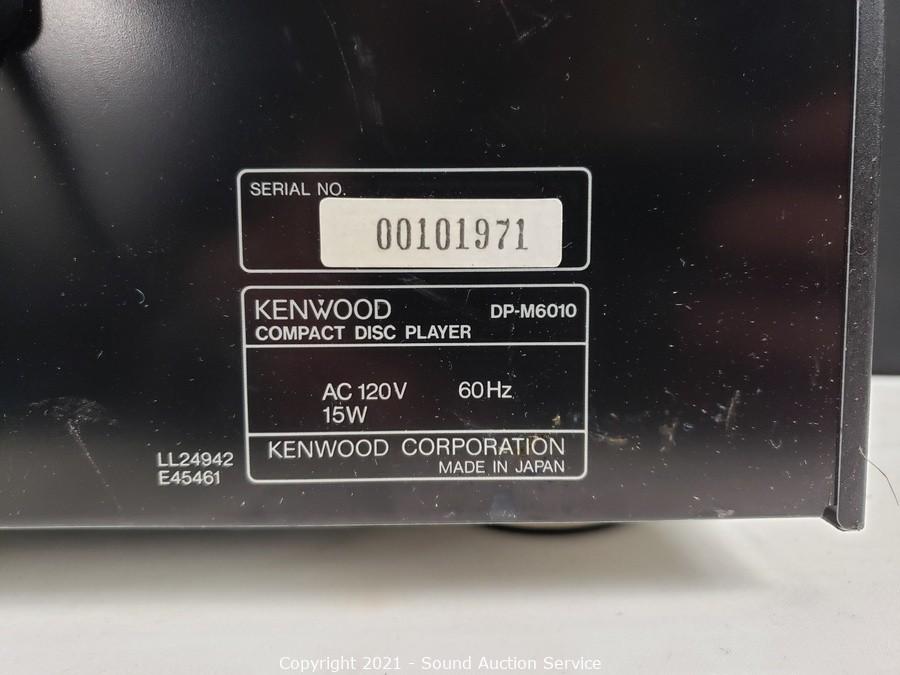 SERIAL NO.
00101971
KENWOOD DP-M6010
COMPACT DISC PLAYER
AC 120V 60Hz
15W
KENWOOD CORPORATION
MADE IN JAPAN
LL24942
E45461
Copyright 2021 - Sound Auction Service